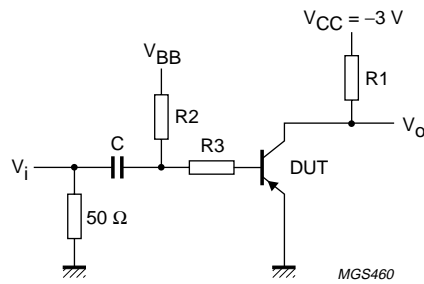 V_CC = −3 V
V_BB
R1
R2
V_o
C
R3
V_i
DUT
50 Ω
MGS460